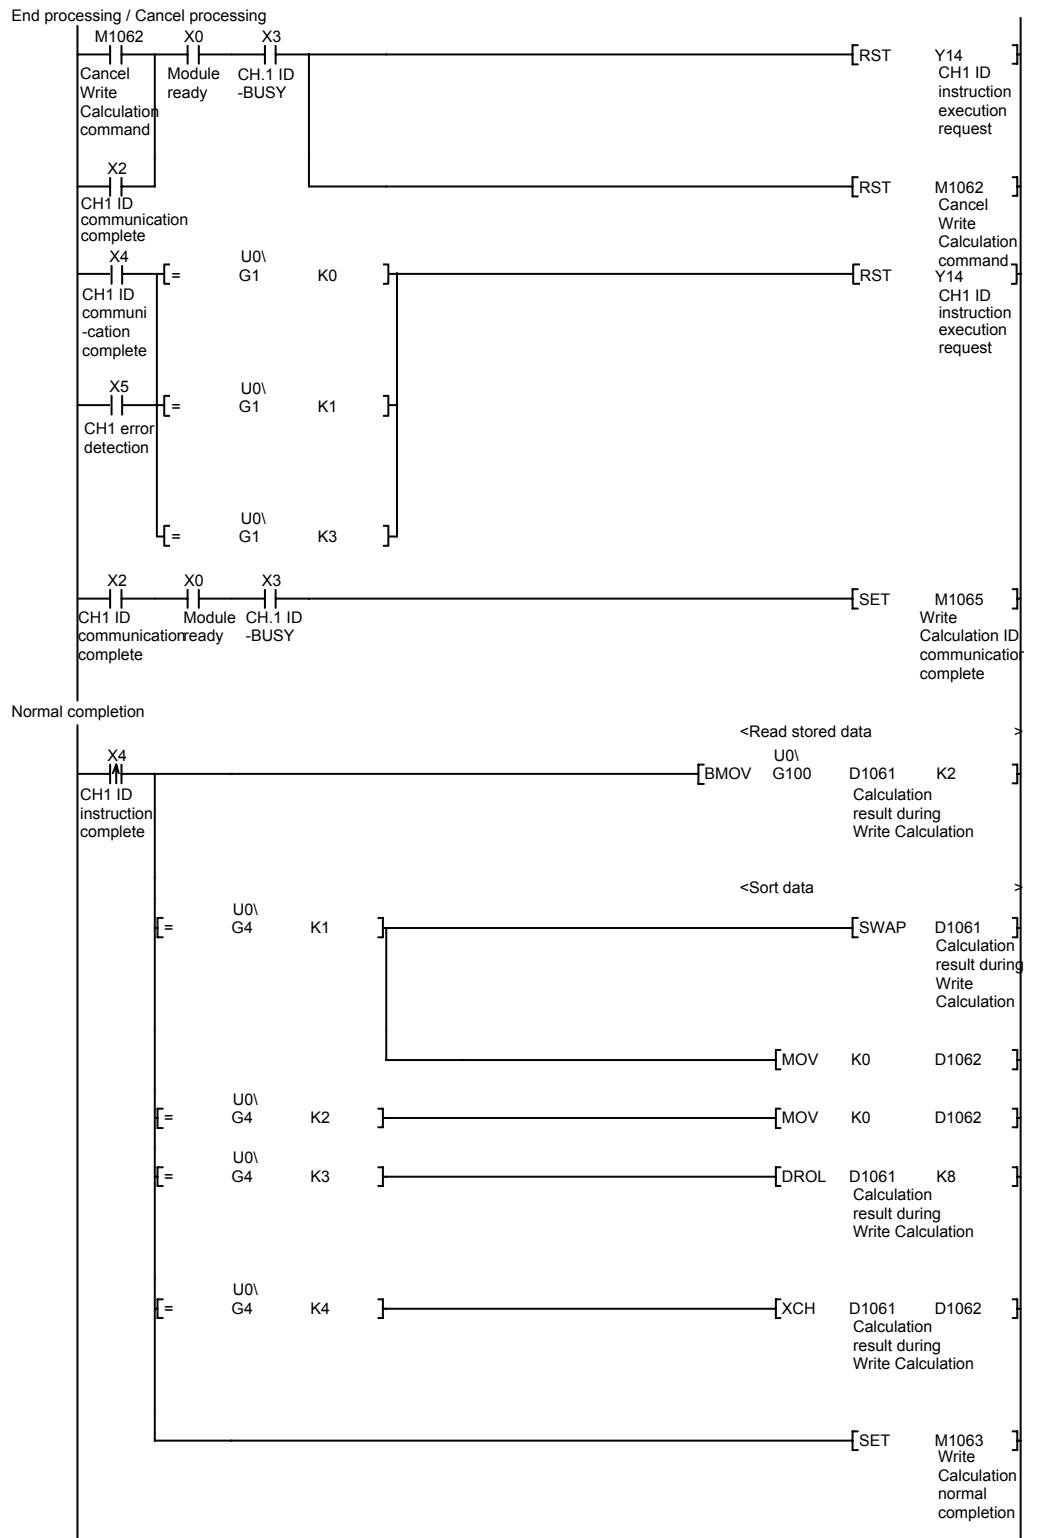 End processing / Cancel processing
M1062 X0 X3
[RST Y14 ]
Cancel Module CH.1 ID CH1 ID
Write ready -BUSY instruction
Calculation execution
command request
X2
[RST M1062 ]
CH1 ID Cancel
communication Write
complete Calculation
command
X4 U0\
[= G1 K0 ] [RST Y14 ]
CH1 ID CH1 ID
communi instruction
-cation execution
complete request
X5 U0\
[= G1 K1 ]
CH1 error
detection
U0\
[= G1 K3 ]
X2 X0 X3
[SET M1065 ]
CH1 ID Module CH.1 ID Write
communication ready -BUSY Calculation ID
complete communication
complete
Normal completion
<Read stored data >
X4 U0\
[BMOV G100 D1061 K2 ]
CH1 ID Calculation
instruction result during
complete Write Calculation
<Sort data >
U0\
[= G4 K1 ] [SWAP D1061 ]
Calculation
result during
Write
Calculation
[MOV K0 D1062 ]
U0\
[= G4 K2 ] [MOV K0 D1062 ]
U0\
[= G4 K3 ] [DROL D1061 K8 ]
Calculation
result during
Write Calculation
U0\
[= G4 K4 ] [XCH D1061 D1062 ]
Calculation
result during
Write Calculation
[SET M1063 ]
Write
Calculation
normal
completion